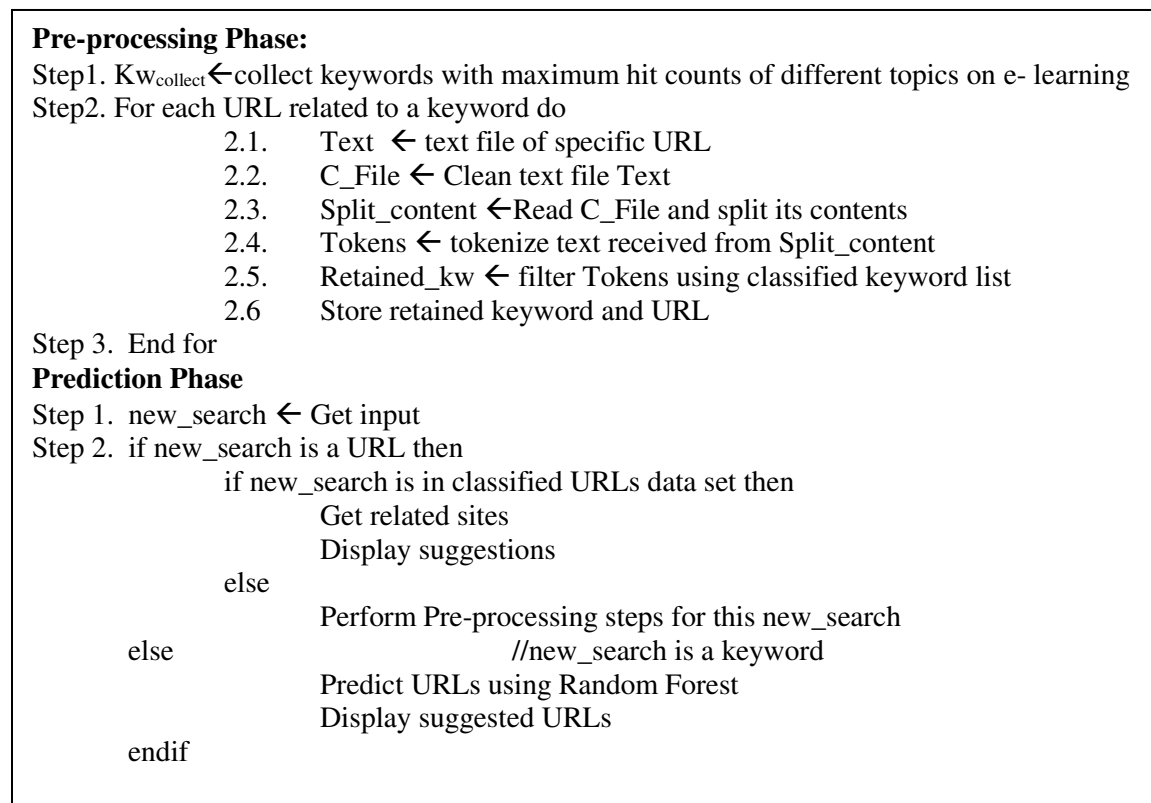 Pre-processing Phase:
Step1. Kwcollect←collect keywords with maximum hit counts of different topics on e- learning
Step2. For each URL related to a keyword do
2.1. Text ← text file of specific URL
2.2. C_File ← Clean text file Text
2.3. Split_content ←Read C_File and split its contents
2.4. Tokens ← tokenize text received from Split_content
2.5. Retained_kw ← filter Tokens using classified keyword list
2.6 Store retained keyword and URL
Step 3. End for
Prediction Phase
Step 1. new_search ← Get input
Step 2. if new_search is a URL then
if new_search is in classified URLs data set then
Get related sites
Display suggestions
else
Perform Pre-processing steps for this new_search
else //new_search is a keyword
Predict URLs using Random Forest
Display suggested URLs
endif